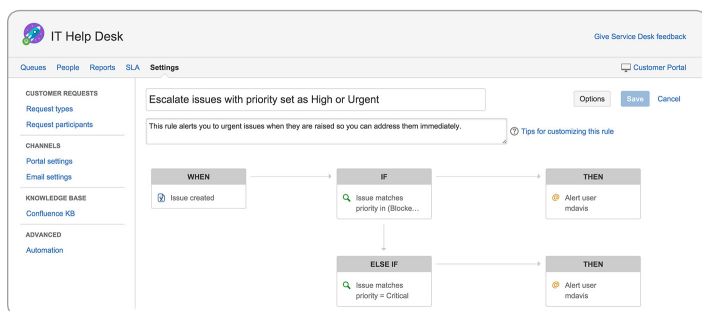 IT Help Desk
Give Service Desk feedback
Queues People Reports SLA Settings
Customer Portal
CUSTOMER REQUESTS
Request types
Request participants
CHANNELS
Portal settings
Email settings
KNOWLEDGE BASE
Confluence KB
ADVANCED
Automation
Escalate issues with priority set as High or Urgent
Options Save Cancel
This rule alerts you to urgent issues when they are raised so you can address them immediately.
Tips for customizing this rule
WHEN
Issue created
IF
Issue matches
priority in (Blocke...
THEN
Alert user
mdavis
ELSE IF
Issue matches
priority = Critical
THEN
Alert user
mdavis